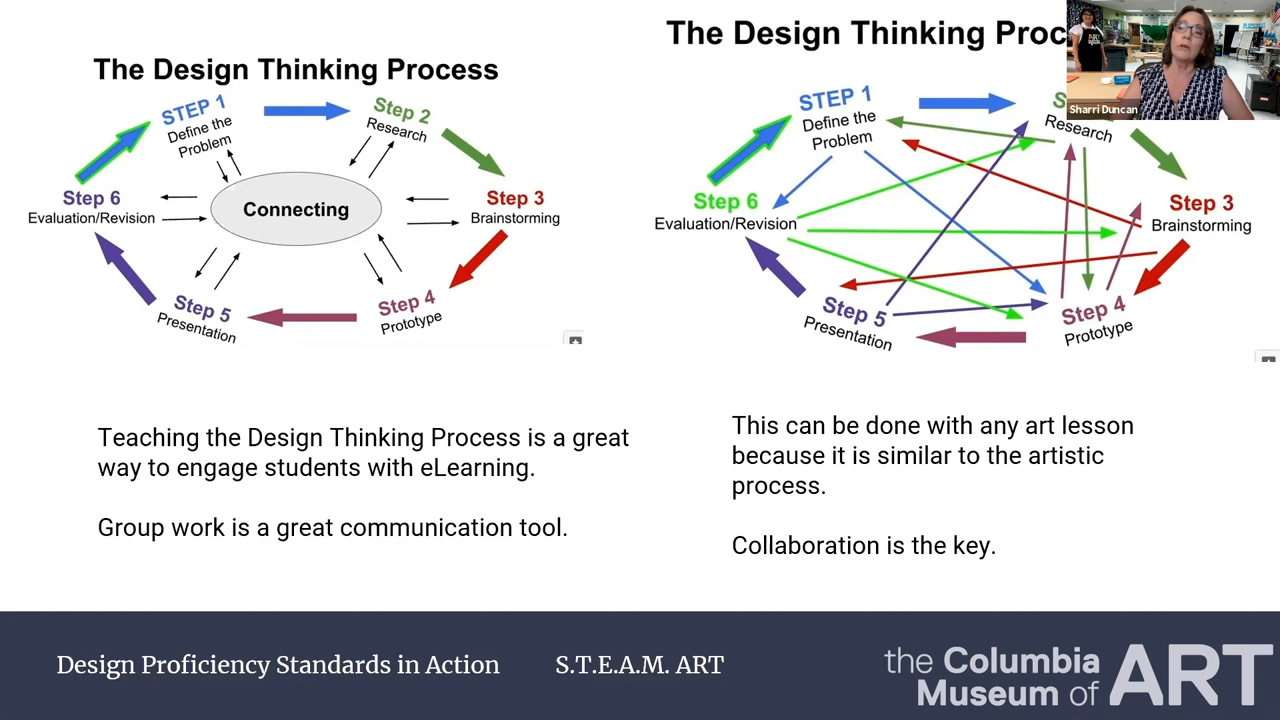 The Design Thinking Process
STEP 1
Define the
Problem
Step 2
Research
Step 3
Brainstorming
Step 4
Prototype
Step 5
Presentation
Step 6
Evaluation/Revision
Connecting
The Design Thinking Proc
STEP 1
Define the
Problem
S
Research
Step 3
Brainstorming
Step 4
Prototype
Step 5
Presentation
Step 6
Evaluation/Revision
ART
Sharri Duncan
Teaching the Design Thinking Process is a great
way to engage students with eLearning.
Group work is a great communication tool.
This can be done with any art lesson
because it is similar to the artistic
process.
Collaboration is the key.
Design Proficiency Standards in Action
S.T.E.A.M. ART
the Columbia
Museum of ART